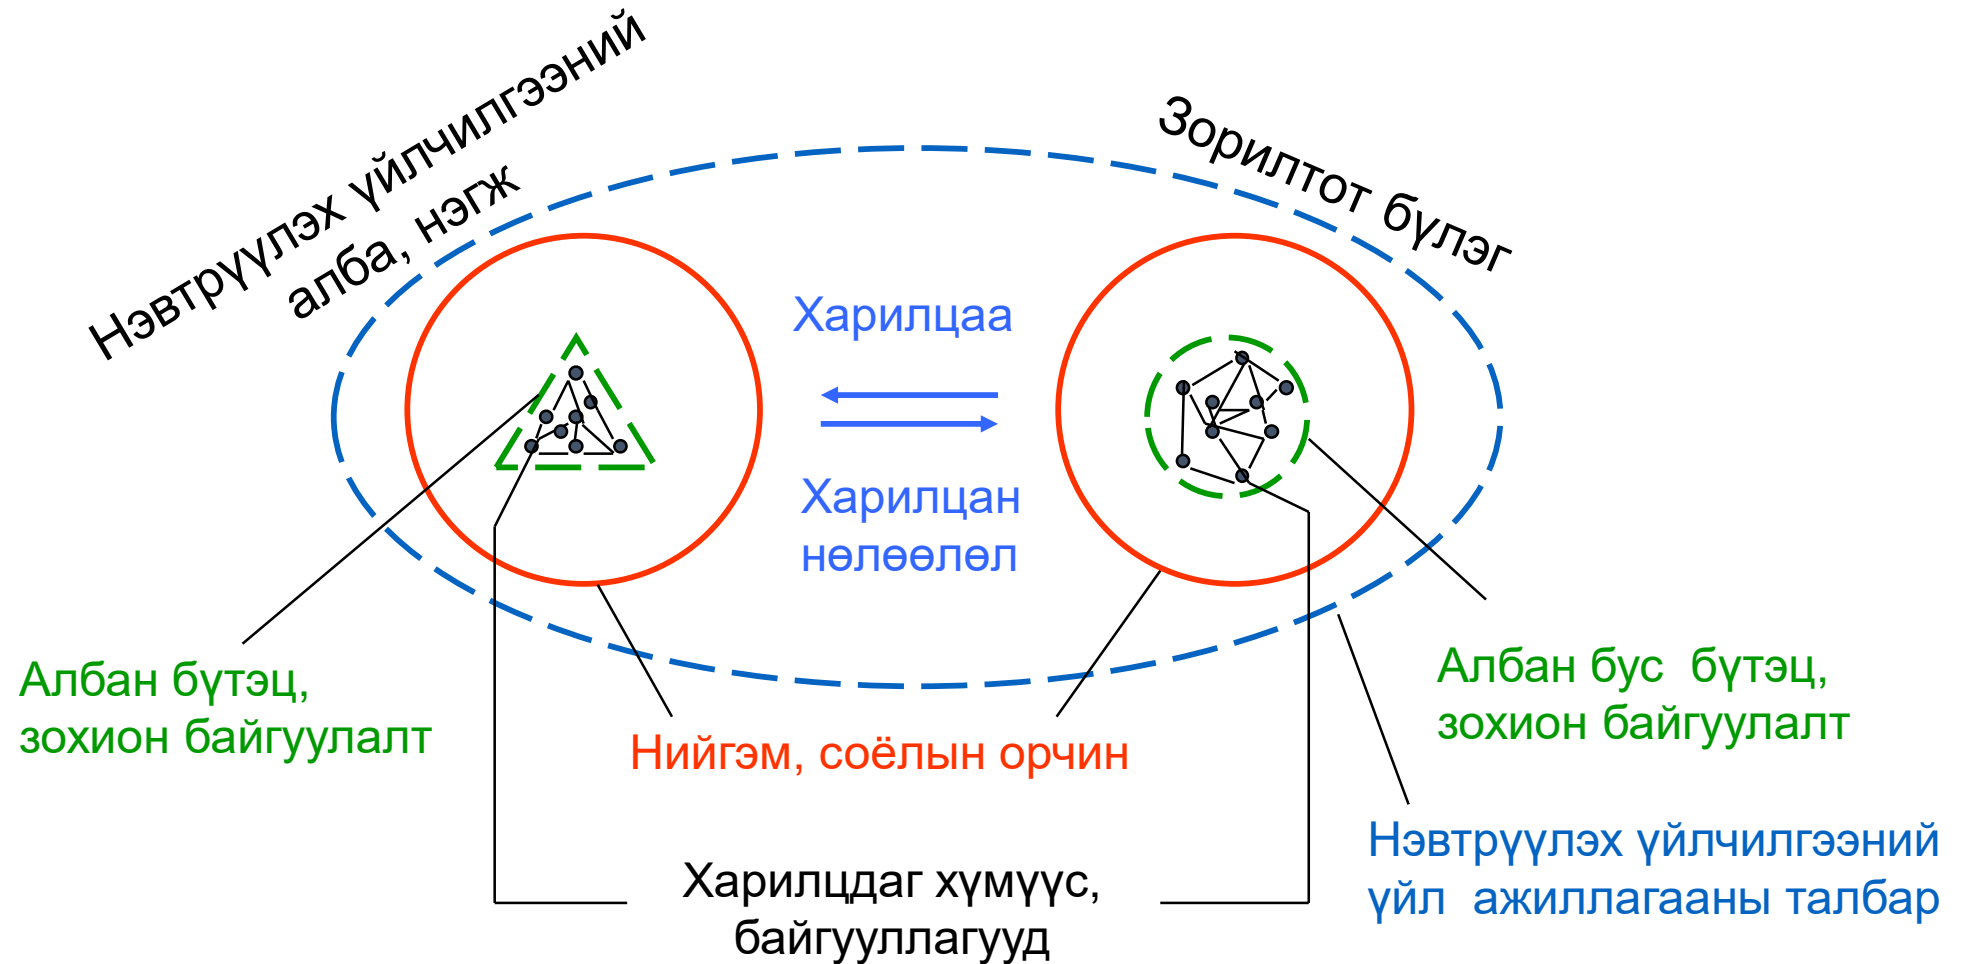 Нэвтрүүлэх үйлчилгээний
алба, нэгж
Зорилтот бүлэг
Харилцаа
Харилцан
нөлөөлөл
Албан бүтэц,
зохион байгуулалт
Нийгэм, соёлын орчин
Албан бус  бүтэц,
зохион байгуулалт
Харилцдаг хүмүүс,
байгууллагууд
Нэвтрүүлэх үйлчилгээний
үйл  ажиллагааны талбар